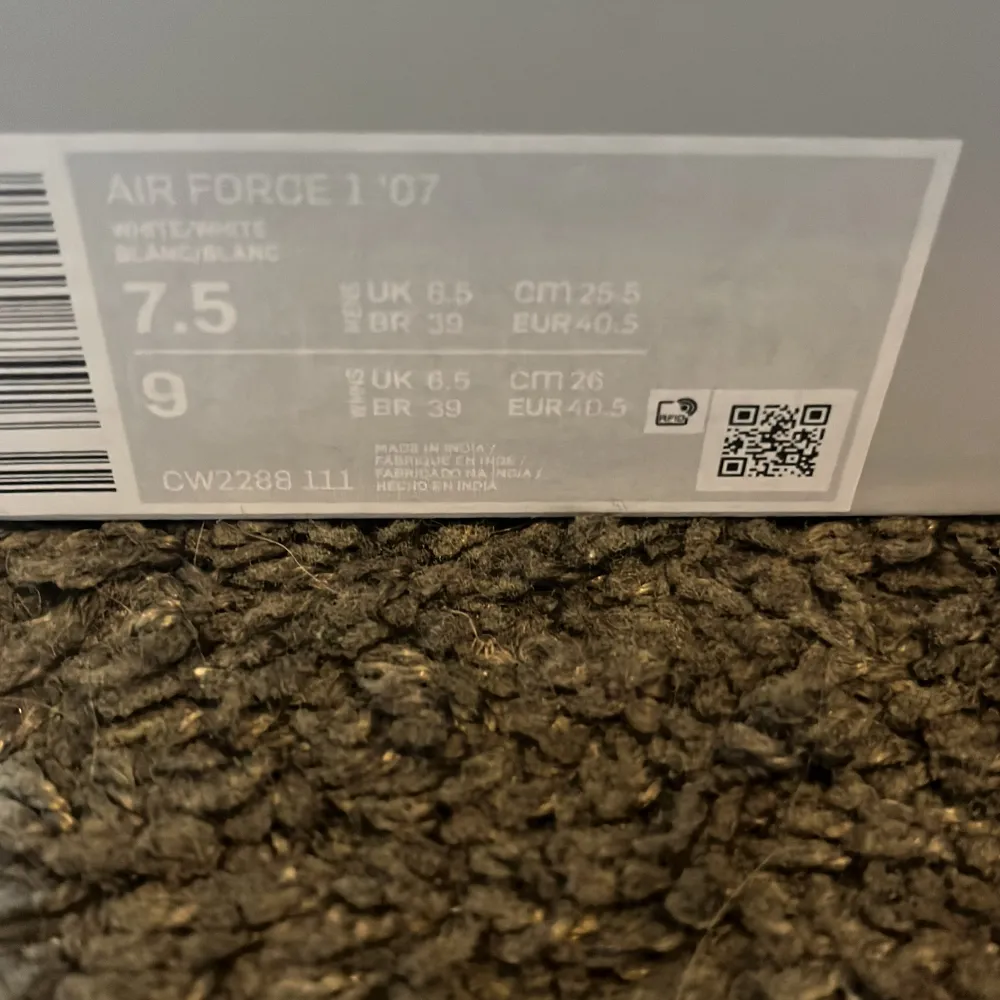 AIR FORCE 1 '07
WHITE/WHITE
BLANC/BLANC
7.5 MENS UK 6.5 cm 25.5
BR 39 EUR 40.5
9 WMNS UK 6.5 cm 26
BR 39 EUR 40.5
RFID
CW2288 111
MADE IN INDIA /
FABRIQUE EN INDE /
FABRICADO NA INDIA /
HECHO EN INDIA